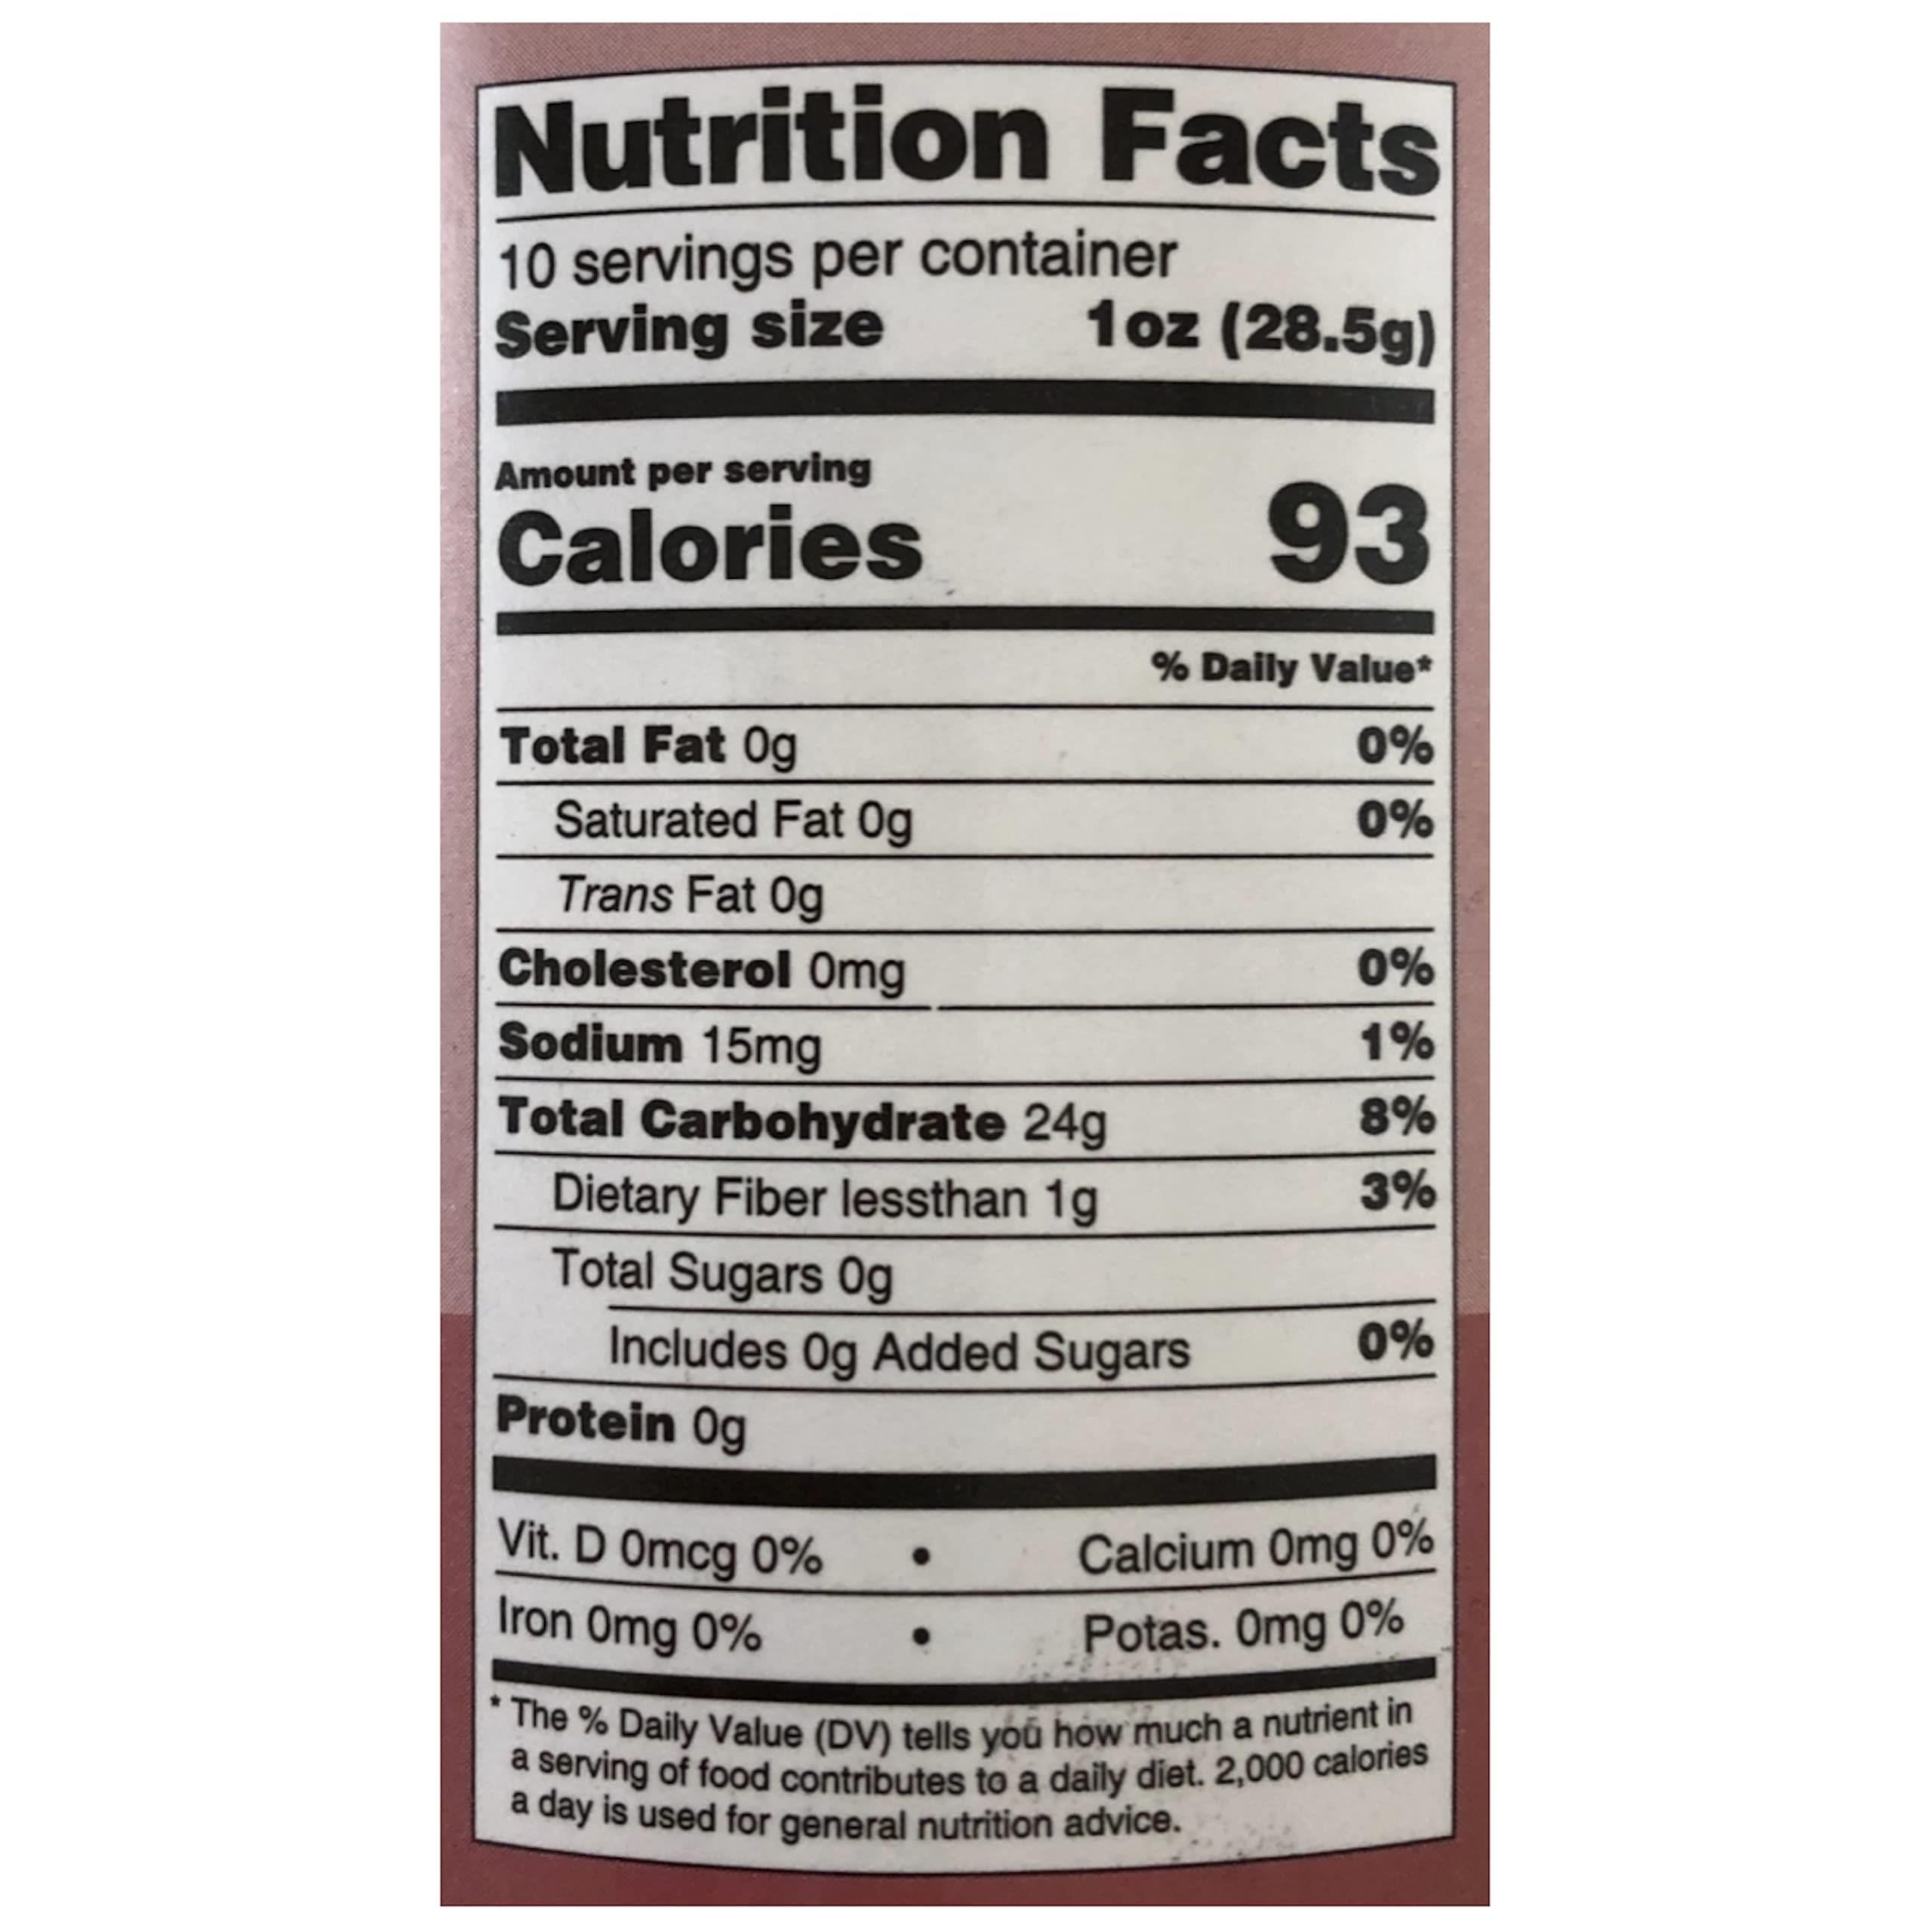 Nutrition Facts
10 servings per container
Serving size 1oz (28.5g)
Amount per serving
Calories 93
% Daily Value*
Total Fat 0g 0%
Saturated Fat 0g 0%
Trans Fat 0g
Cholesterol 0mg 0%
Sodium 15mg 1%
Total Carbohydrate 24g 8%
Dietary Fiber lessthan 1g 3%
Total Sugars 0g
Includes 0g Added Sugars 0%
Protein 0g
Vit. D 0mcg 0% • Calcium 0mg 0%
Iron 0mg 0% • Potas. 0mg 0%
* The % Daily Value (DV) tells you how much a nutrient in
a serving of food contributes to a daily diet. 2,000 calories
a day is used for general nutrition advice.